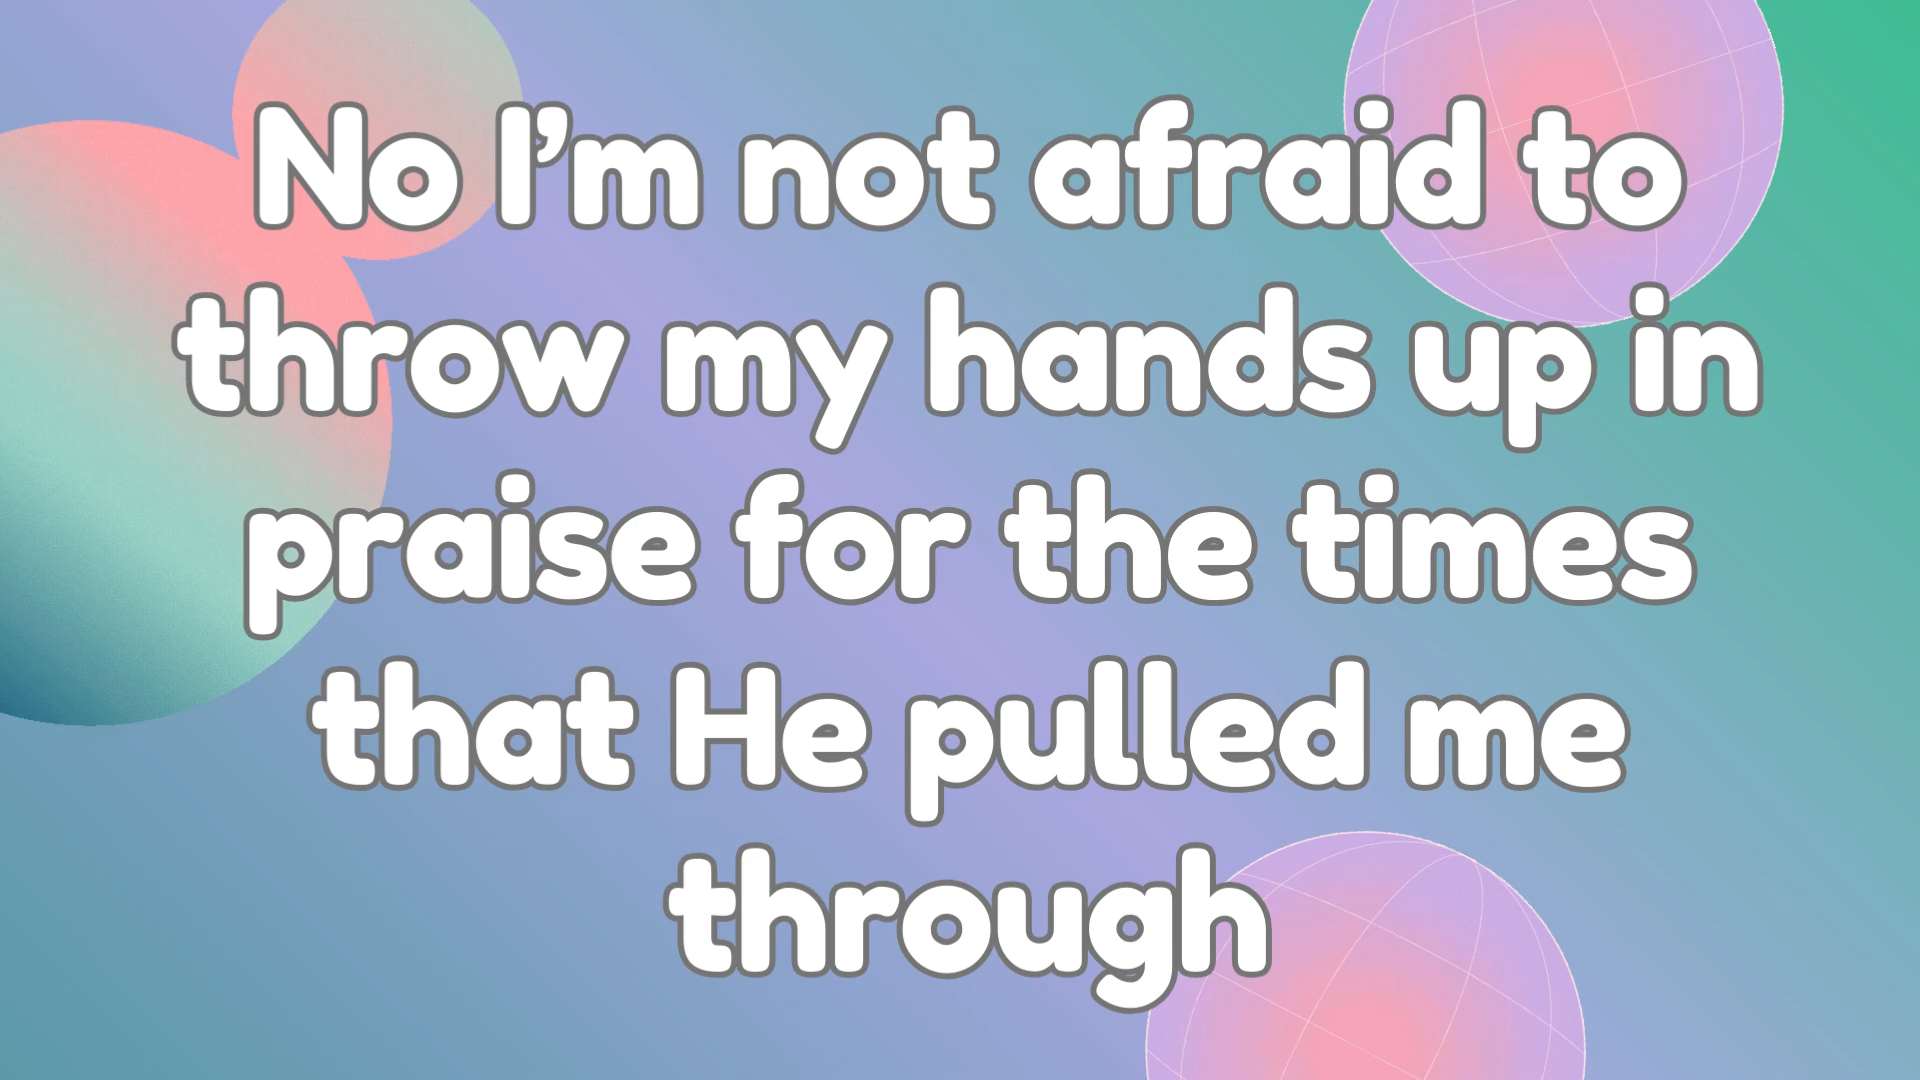 No I’m not afraid to
throw my hands up in
praise for the times
that He pulled me
through